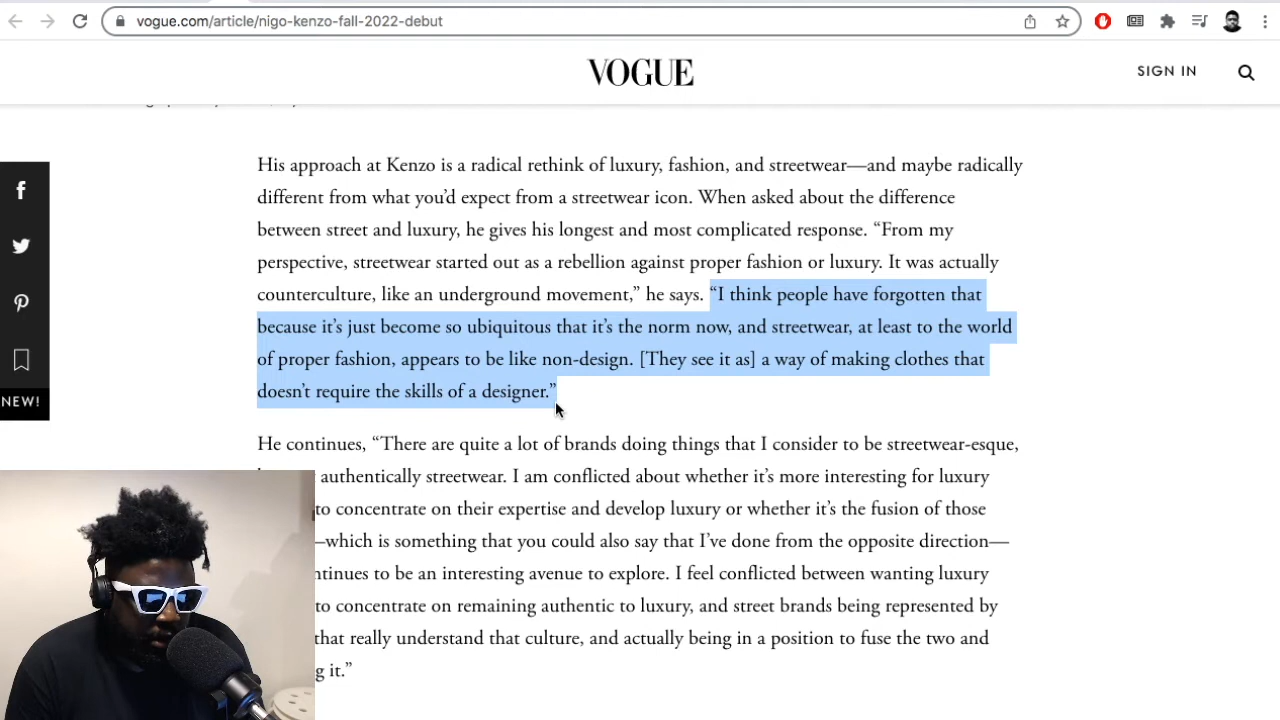 vogue.com/article/nigo-kenzo-fall-2022-debut
VOGUE
SIGN IN
His approach at Kenzo is a radical rethink of luxury, fashion, and streetwear—and maybe radically
different from what you’d expect from a streetwear icon. When asked about the difference
between street and luxury, he gives his longest and most complicated response. “From my
perspective, streetwear started out as a rebellion against proper fashion or luxury. It was actually
counterculture, like an underground movement,” he says. “I think people have forgotten that
because it’s just become so ubiquitous that it’s the norm now, and streetwear, at least to the world
of proper fashion, appears to be like non-design. [They see it as] a way of making clothes that
doesn’t require the skills of a designer.”
NEW!
He continues, “There are quite a lot of brands doing things that I consider to be streetwear-esque,
authentically streetwear. I am conflicted about whether it’s more interesting for luxury
to concentrate on their expertise and develop luxury or whether it’s the fusion of those
—which is something that you could also say that I’ve done from the opposite direction—
to be an interesting avenue to explore. I feel conflicted between wanting luxury
to concentrate on remaining authentic to luxury, and street brands being represented by
that really understand that culture, and actually being in a position to fuse the two and
it.”